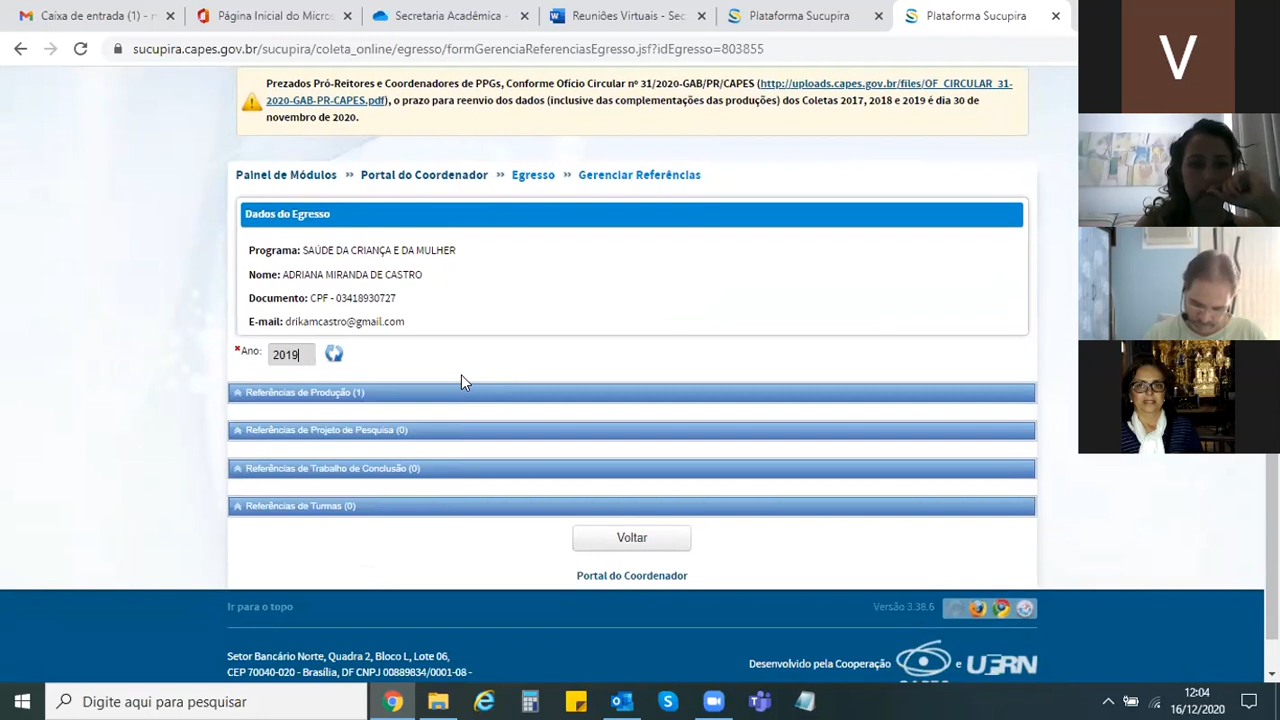 Caixa de entrada (1) - m
Página Inicial do Micros
Secretaria Acadêmica -
Reuniões Virtuais - Sec
Plataforma Sucupira
Plataforma Sucupira
sucupira.capes.gov.br/sucupira/coleta_online/egresso/formGerenciaReferenciasEgresso.jsf?idEgresso=803855
V
Prezados Pró-Reitores e Coordenadores de PPGs, Conforme Ofício Circular nº 31/2020-GAB/PR/CAPES (http://uploads.capes.gov.br/files/OF_CIRCULAR_31-
2020-GAB-PR-CAPES.pdf), o prazo para reenvio dos dados (inclusive das complementações das produções) dos Coletas 2017, 2018 e 2019 é dia 30 de
novembro de 2020.
Painel de Módulos » Portal do Coordenador » Egresso » Gerenciar Referências
Dados do Egresso
Programa: SAÚDE DA CRIANÇA E DA MULHER
Nome: ADRIANA MIRANDA DE CASTRO
Documento: CPF - 03418930727
E-mail: drikamcastro@gmail.com
*Ano: 2019
Referências de Produção (1)
Referências de Projeto de Pesquisa (0)
Referências de Trabalho de Conclusão (0)
Referências de Turmas (0)
Voltar
Portal do Coordenador
Ir para o topo
Versão 3.38.6
Setor Bancário Norte, Quadra 2, Bloco L, Lote 06,
CEP 70040-020 - Brasília, DF CNPJ 00889834/0001-08 -
Desenvolvido pela Cooperação
CAPES
e UFRN
Digite aqui para pesquisar
12:04
16/12/2020